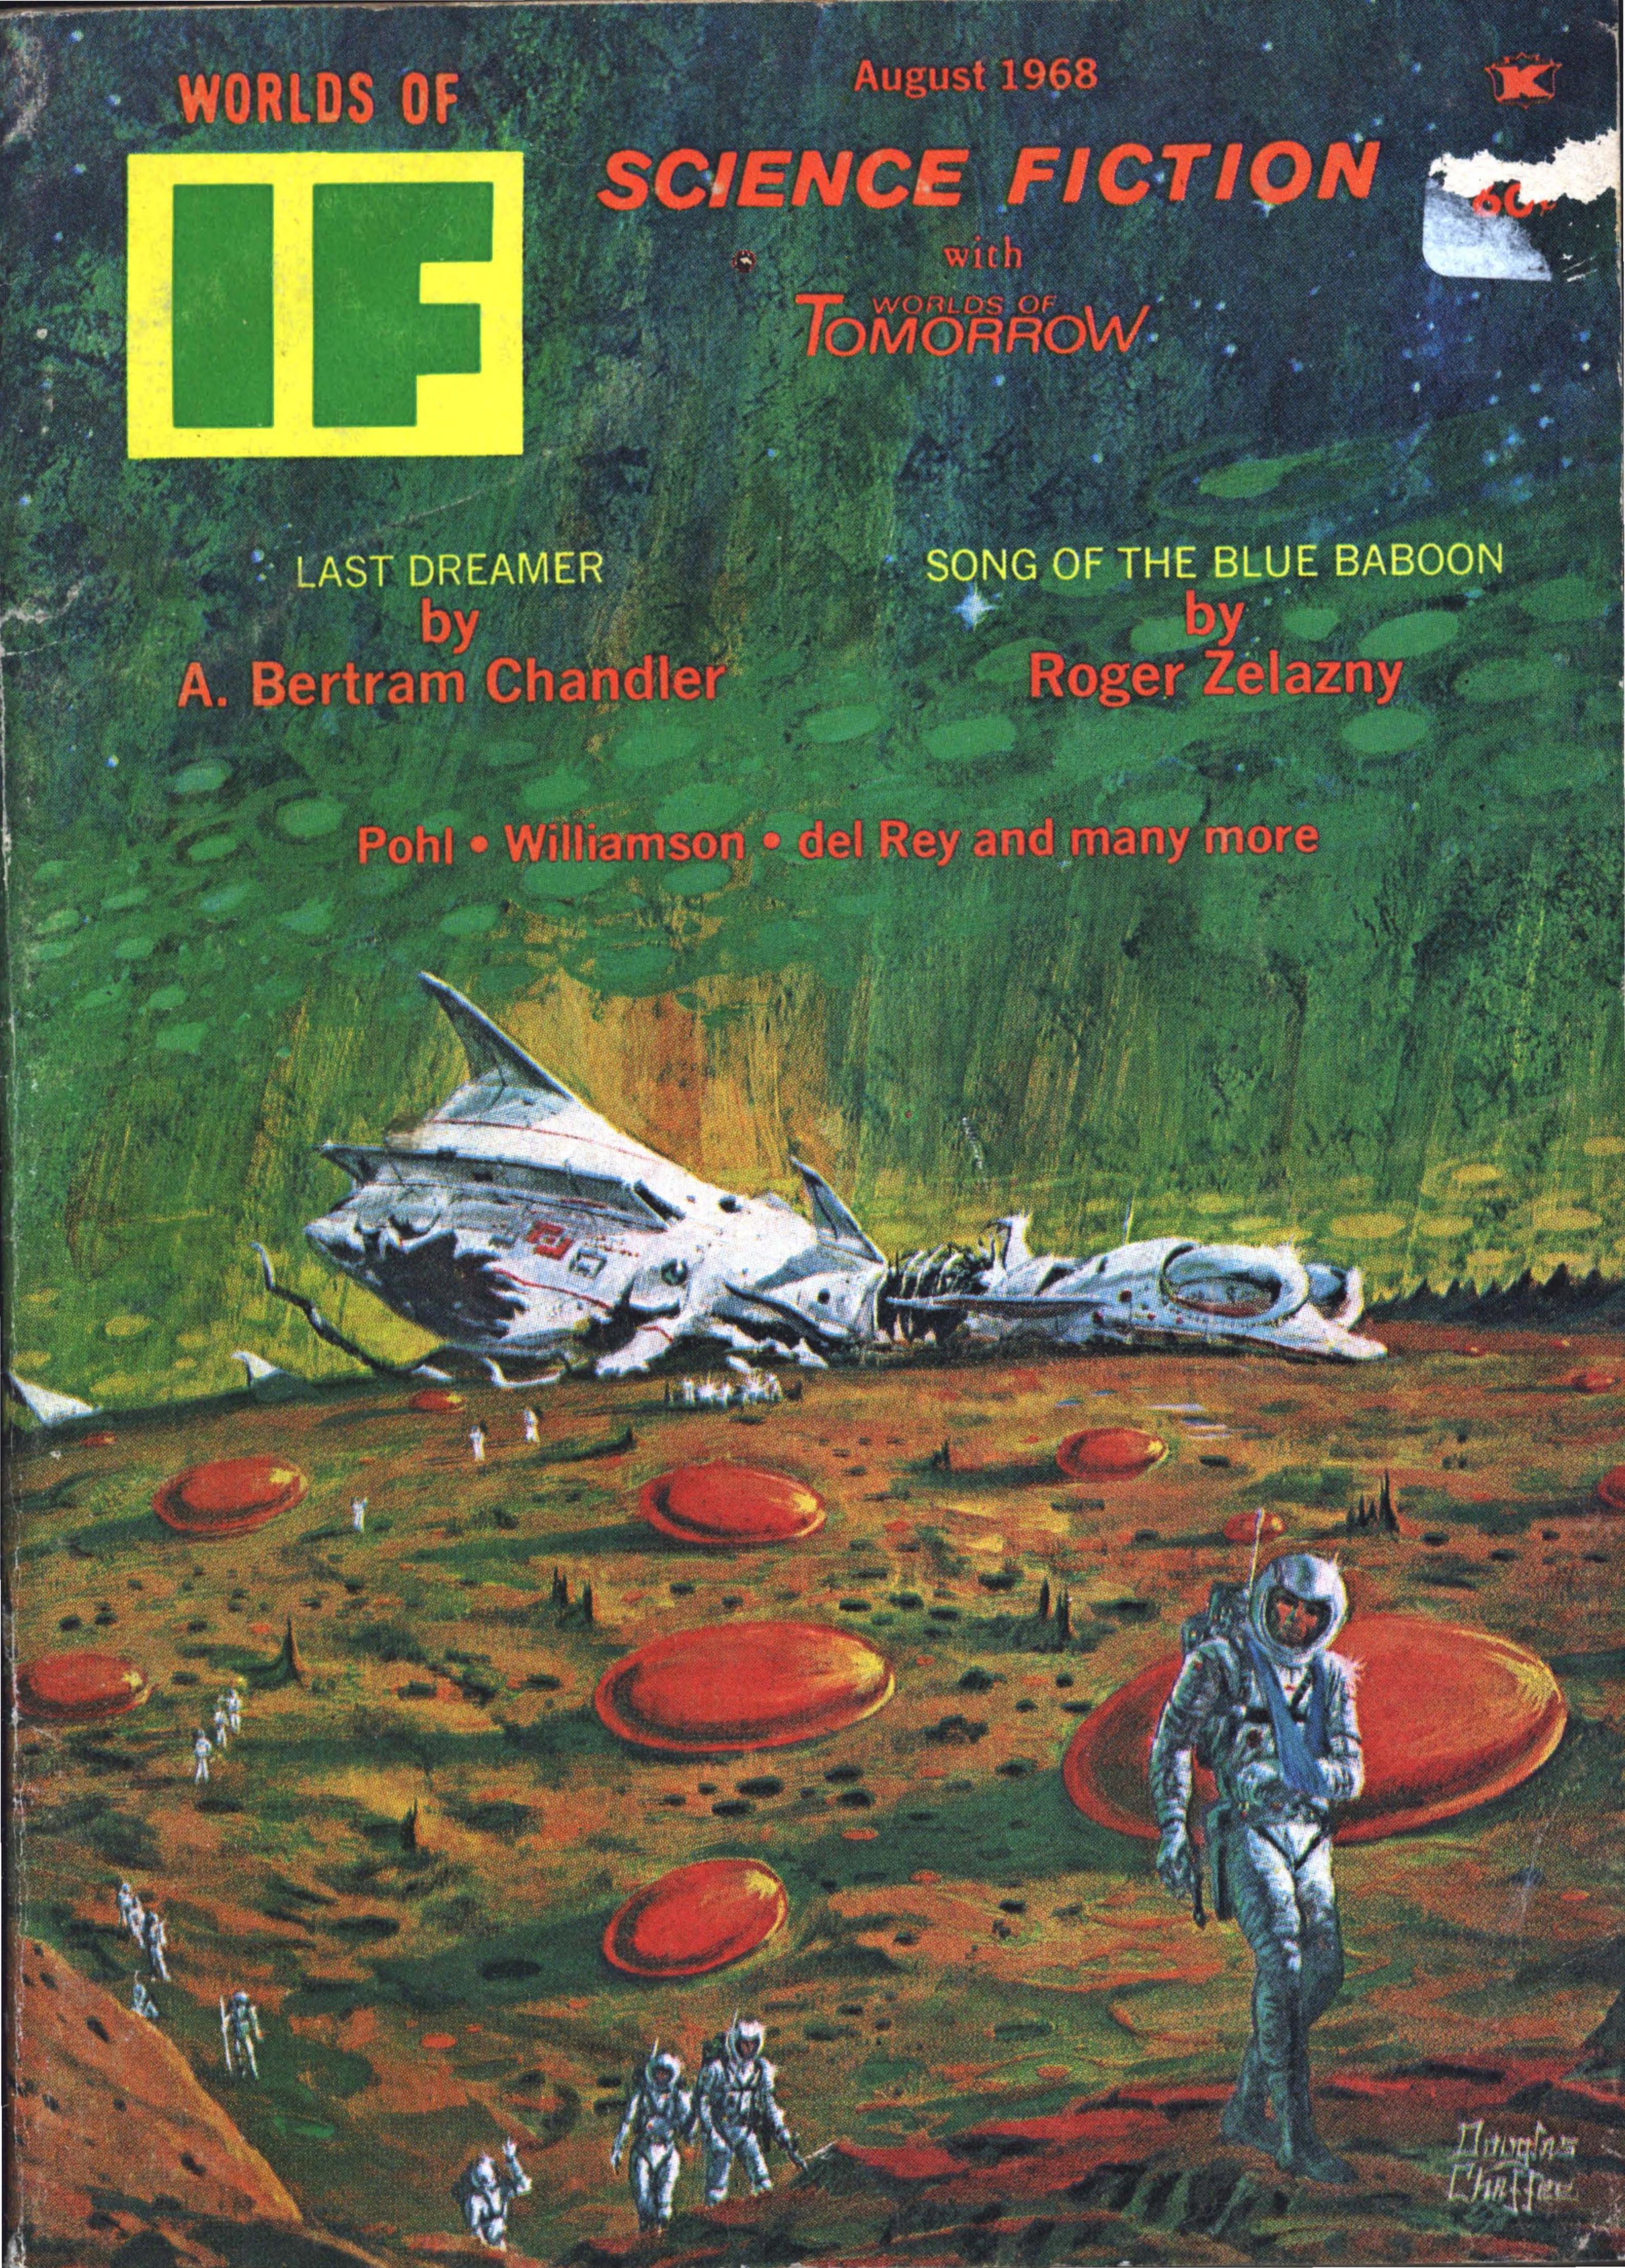 WORLDS OF
IF
August 1968
K
SCIENCE FICTION
60¢
with
WORLDS OF
TOMORROW
LAST DREAMER
by
A. Bertram Chandler
SONG OF THE BLUE BABOON
by
Roger Zelazny
Pohl • Williamson • del Rey and many more
Douglas
Chaffee